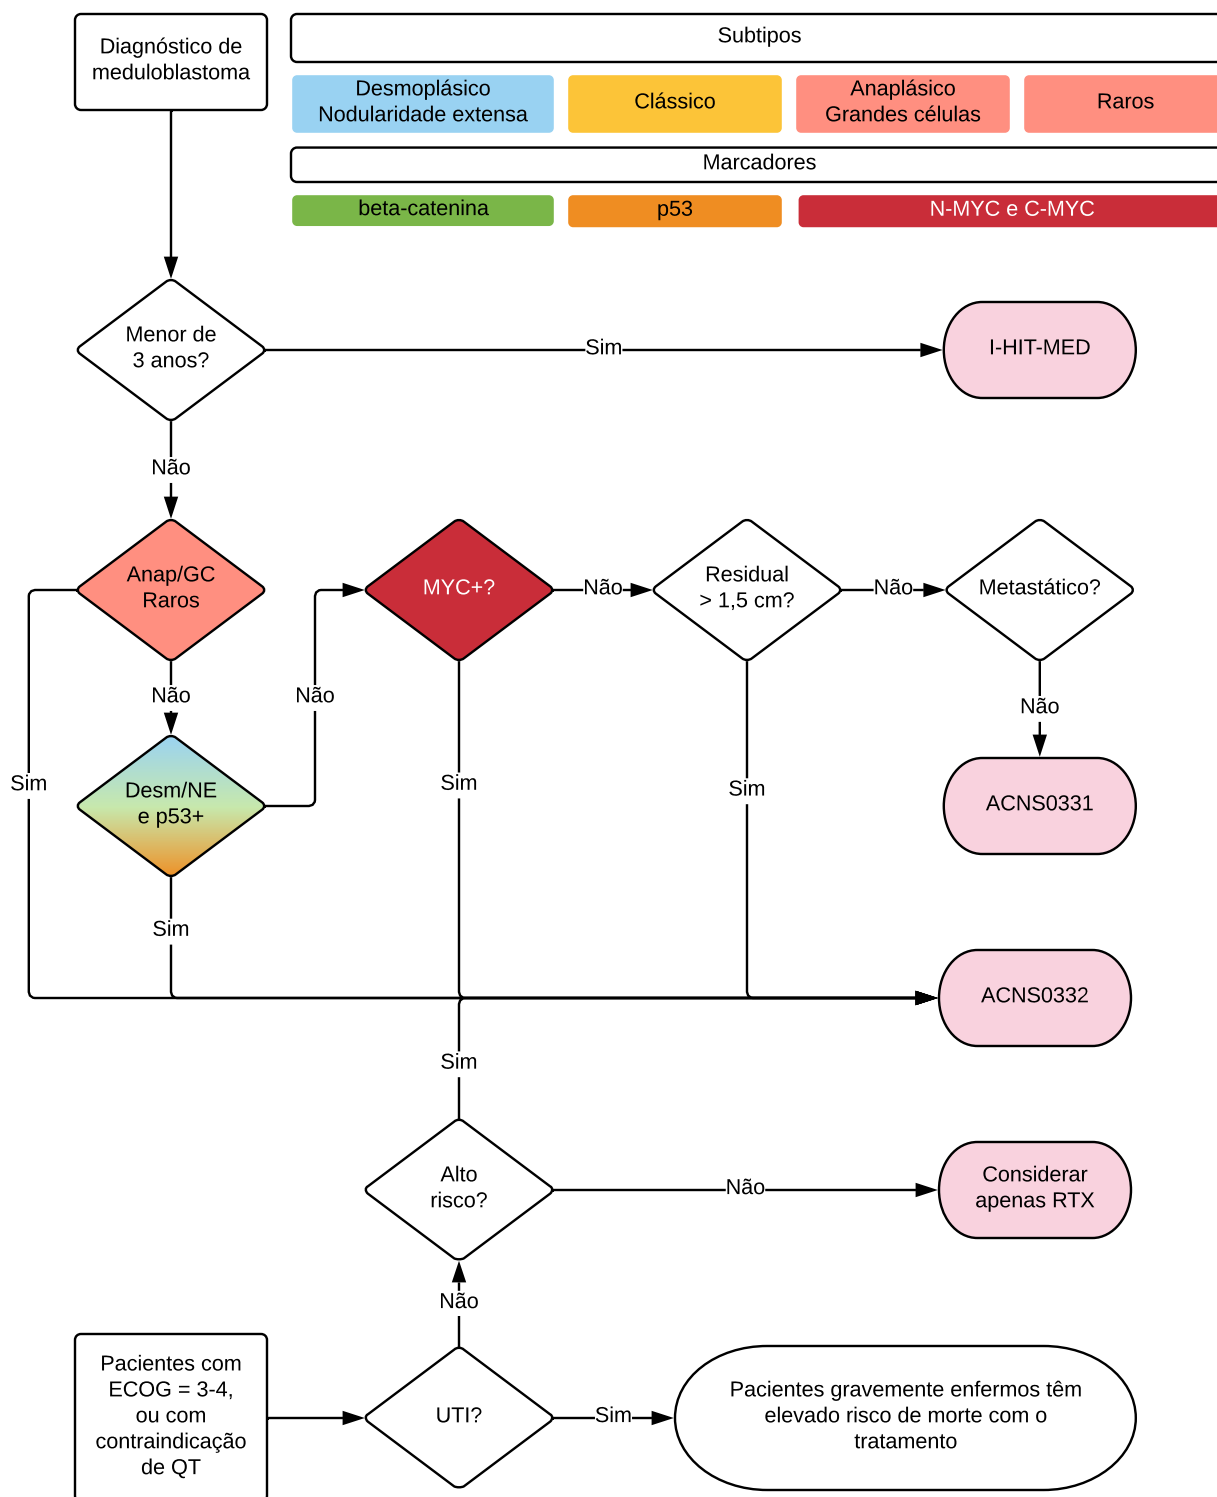 Diagnóstico de
meduloblastoma
Subtipos
Desmoplásico
Nodularidade extensa
Clássico
Anaplásico
Grandes células
Raros
Marcadores
beta-catenina
p53
N-MYC e C-MYC
Menor de
3 anos?
Sim
I-HIT-MED
Não
Anap/GC
Raros
MYC+?
Não
Residual
> 1,5 cm?
Não
Metastático?
Não
Não
Não
Sim
Desm/NE
e p53+
Sim
Sim
ACNS0331
Sim
ACNS0332
Sim
Alto
risco?
Não
Considerar
apenas RTX
Não
Pacientes com
ECOG = 3-4,
ou com
contraindicação
de QT
UTI?
Sim
Pacientes gravemente enfermos têm
elevado risco de morte com o
tratamento